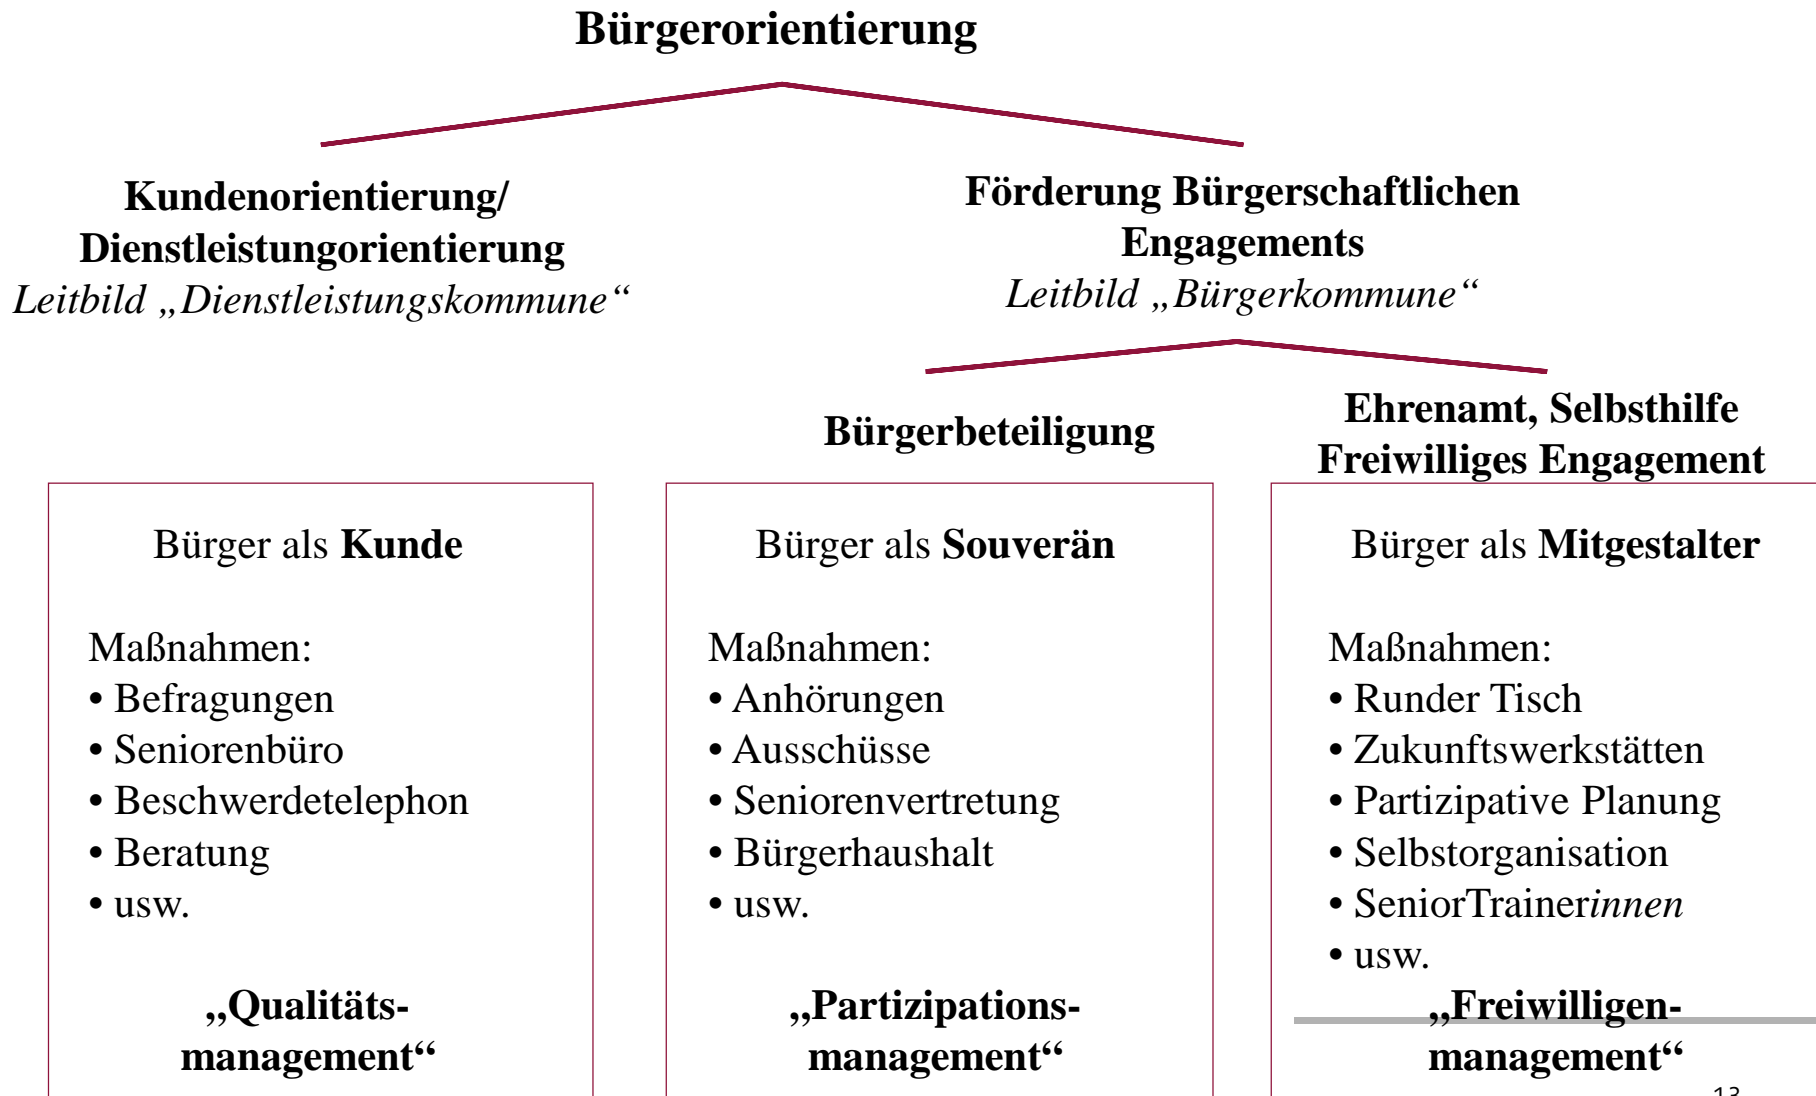 Bürgerorientierung
Kundenorientierung/
Dienstleistungorientierung
Leitbild „Dienstleistungskommune“
Förderung Bürgerschaftlichen
Engagements
Leitbild „Bürgerkommune“
Bürgerbeteiligung
Ehrenamt, Selbsthilfe
Freiwilliges Engagement
Bürger als Kunde
Maßnahmen:
• Befragungen
• Seniorenbüro
• Beschwerdetelephon
• Beratung
• usw.
„Qualitäts-
management“
Bürger als Souverän
Maßnahmen:
• Anhörungen
• Ausschüsse
• Seniorenvertretung
• Bürgerhaushalt
• usw.
„Partizipations-
management“
Bürger als Mitgestalter
Maßnahmen:
• Runder Tisch
• Zukunftswerkstätten
• Partizipative Planung
• Selbstorganisation
• SeniorTrainerinnen
• usw.
„Freiwilligen-
management“